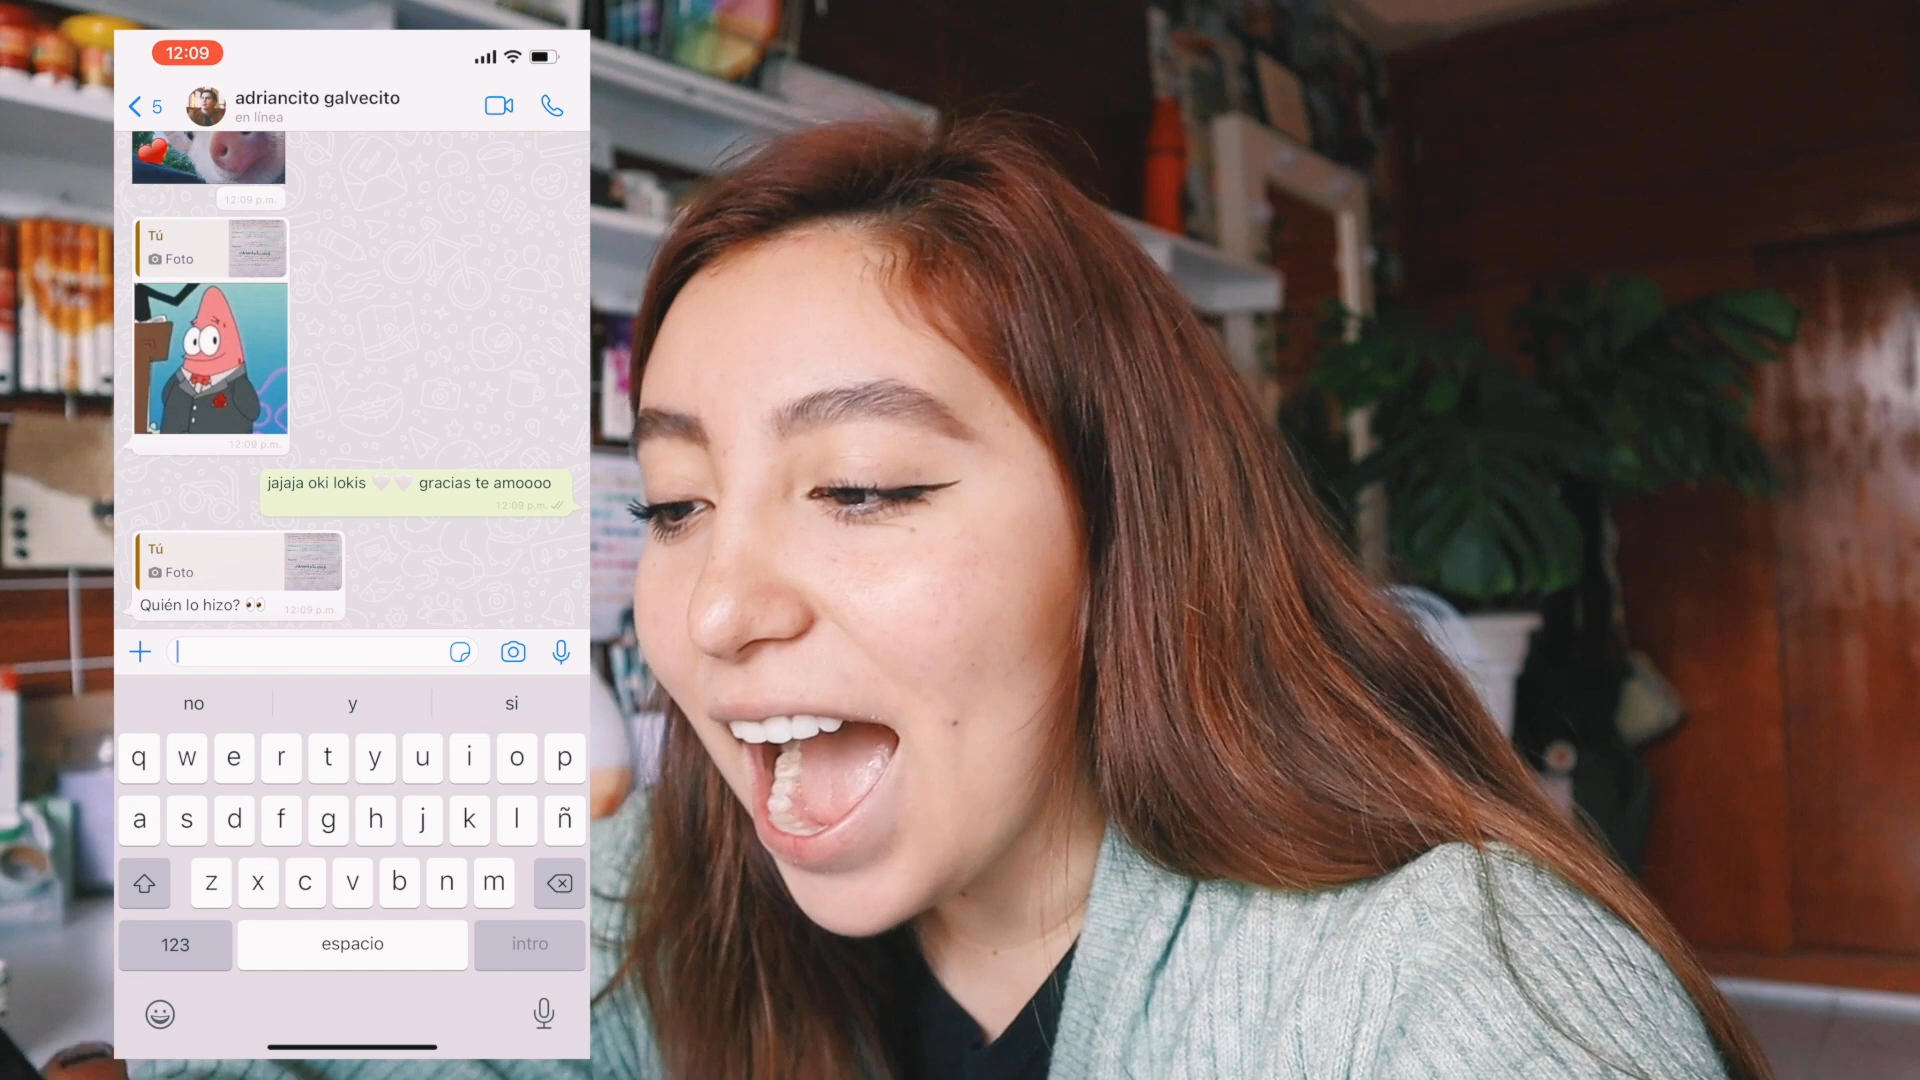 12:09
5
adriancito galvecito
en línea
12:09 p.m.
Tú
Foto
12:09 p.m.
jajaja oki lokis 🤍🤍 gracias te amoooo
12:09 p.m.
Tú
Foto
Quién lo hizo? 👀
12:09 p.m.
no y si
q w e r t y u i o p
a s d f g h j k l ñ
z x c v b n m
123 espacio intro